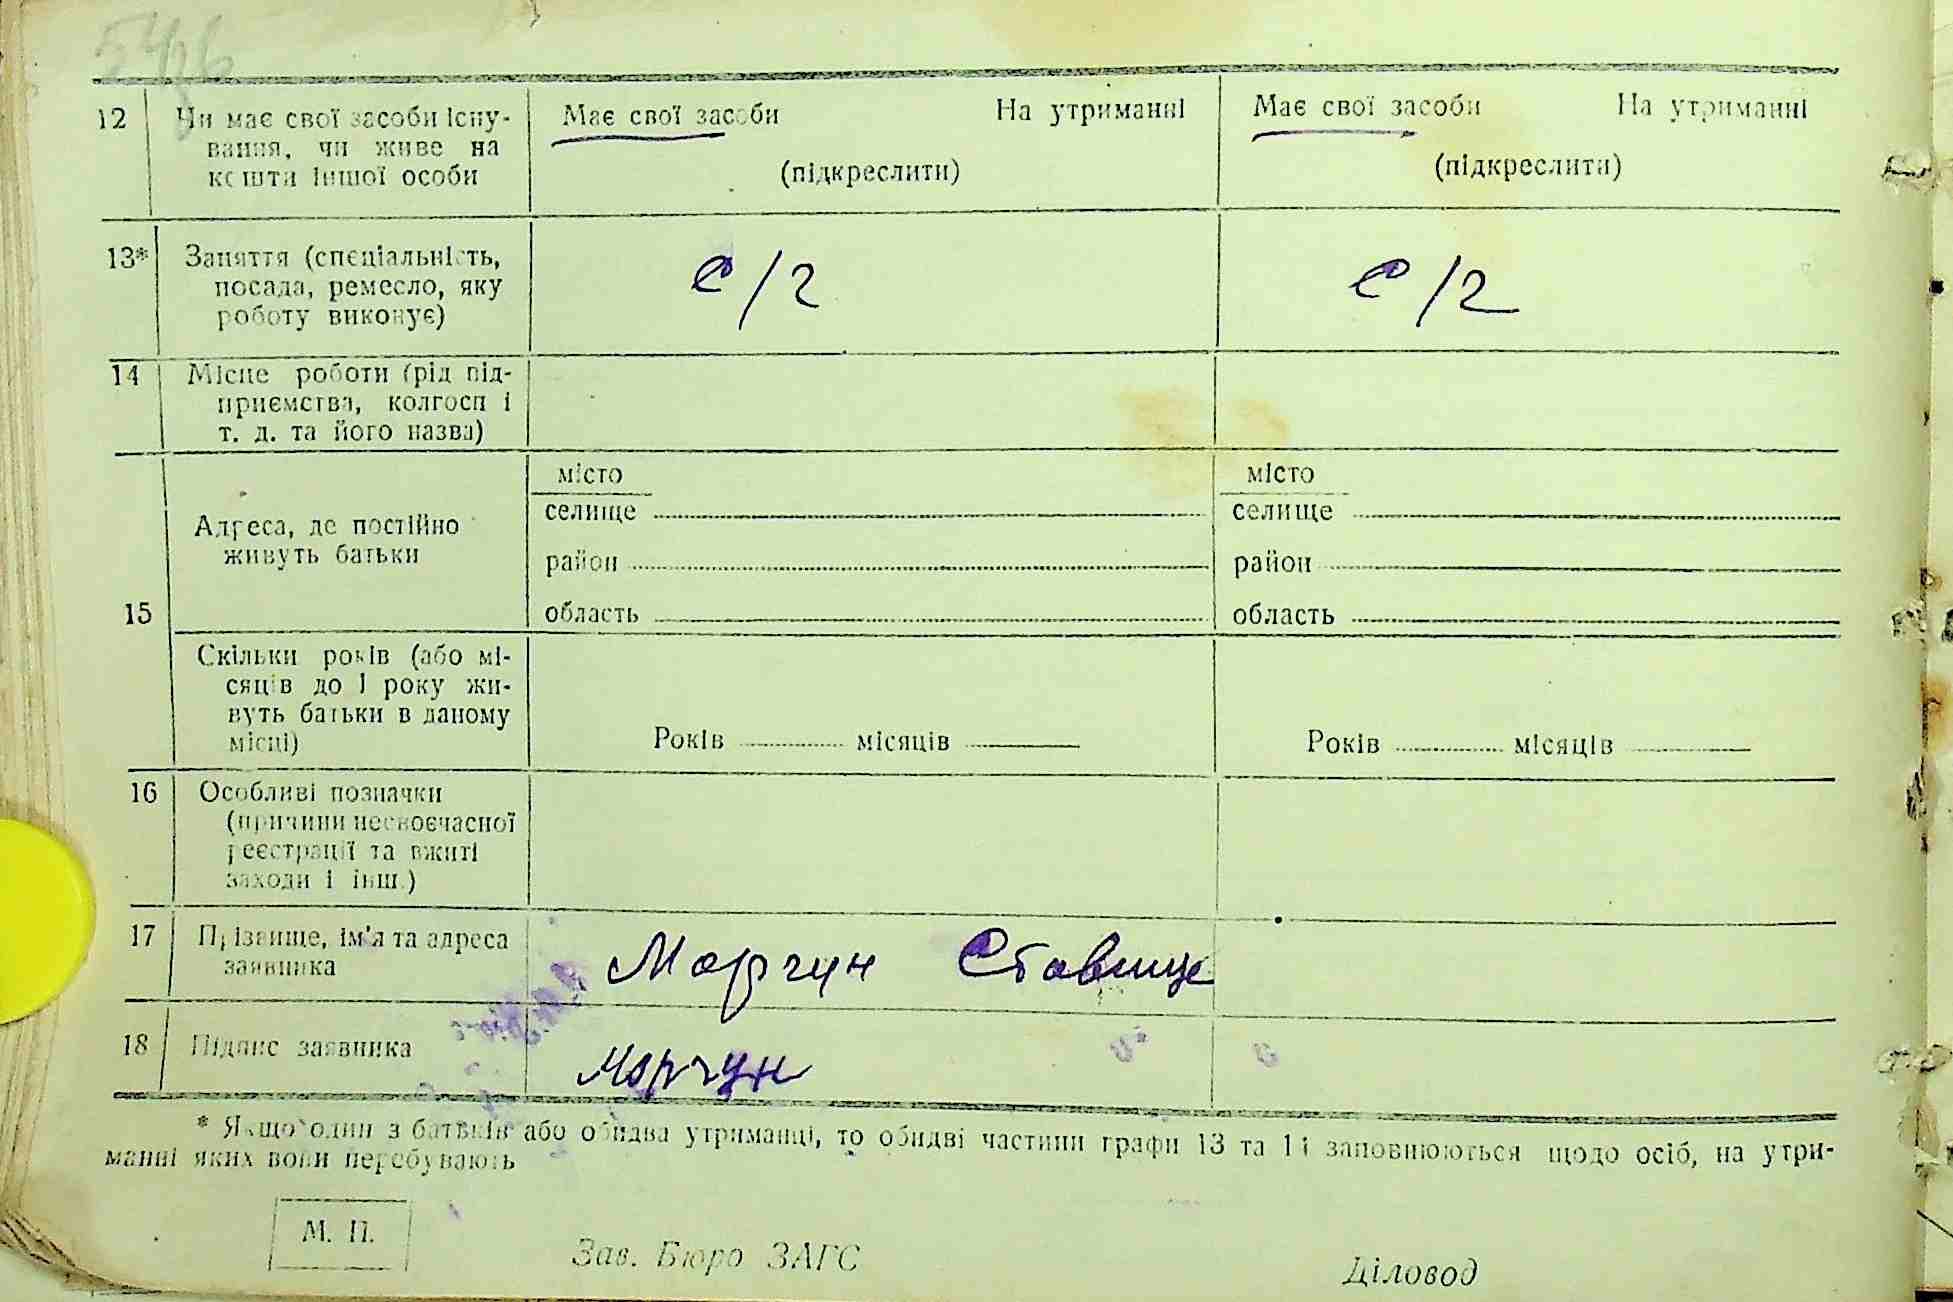 12 Чи має свої засоби існу-
вання, чи живе на
кошти іншої особи
Має свої засоби На утриманні
(підкреслити)
Має свої засоби На утриманні
(підкреслити)
13* Заняття (спеціальність,
посада, ремесло, яку
роботу виконує)
с/г
с/г
14 Місце роботи (рід під-
приємства, колгосп і
т. д. та його назва)
15
Адреса, де постійно
живуть батьки
місто
селище
район
область
місто
селище
район
область
Скільки років (або мі-
сяців до 1 року жи-
вуть батьки в даному
місці)
Років місяців
Років місяців
16 Особливі позначки
(причини несвоєчасної
реєстрації та вжиті
заходи і інш.)
17 Прізвище, ім'я та адреса
заявника
Моргун Ставище
18 Підпис заявника
Моргун
* Якщо один з батьків або обидва утриманці, то обидві частини графи 13 та 14 заповнюються щодо осіб, на утри-
манні яких вони перебувають
М. П.
Зав. Бюро ЗАГС
Діловод